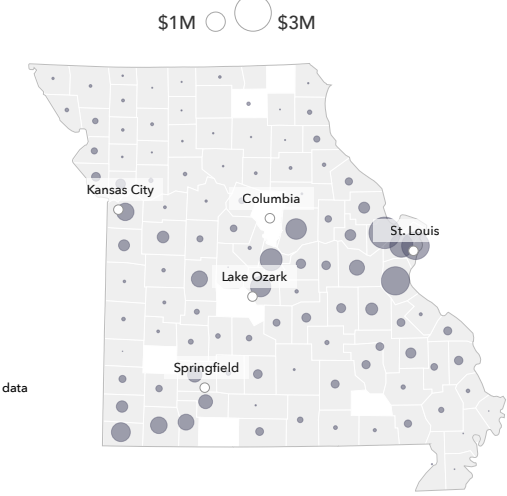 $1M $3M
Kansas City
Columbia
St. Louis
Lake Ozark
Springfield
data